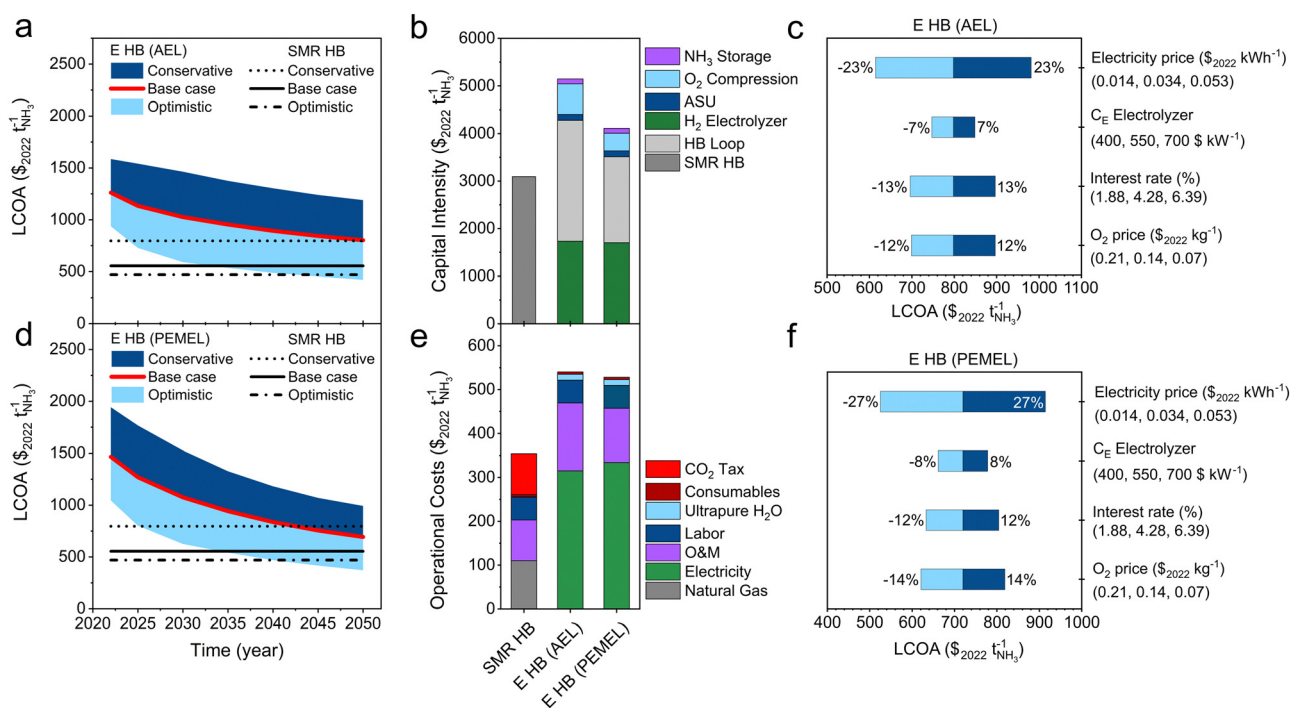 a
E HB (AEL)
SMR HB
Conservative
Conservative
Base case
Base case
Optimistic
Optimistic
LCOA ($2022 t-1NH3)
2500
2000
1500
1000
500
0
b
NH3 Storage
O2 Compression
ASU
H2 Electrolyzer
HB Loop
SMR HB
Capital Intensity ($2022 t-1NH3)
6000
5000
4000
3000
2000
1000
0
c
E HB (AEL)
-23%
23%
Electricity price ($2022 kWh-1)
(0.014, 0.034, 0.053)
-7%
7%
CE Electrolyzer
(400, 550, 700 $ kW-1)
-13%
13%
Interest rate (%)
(1.88, 4.28, 6.39)
-12%
12%
O2 price ($2022 kg-1)
(0.21, 0.14, 0.07)
500 600 700 800 900 1000 1100
LCOA ($2022 t-1NH3)
d
E HB (PEMEL)
SMR HB
Conservative
Conservative
Base case
Base case
Optimistic
Optimistic
LCOA ($2022 t-1NH3)
2500
2000
1500
1000
500
0
2020 2025 2030 2035 2040 2045 2050
Time (year)
e
CO2 Tax
Consumables
Ultrapure H2O
Labor
O&M
Electricity
Natural Gas
Operational Costs ($2022 t-1NH3)
600
500
400
300
200
100
0
SMR HB
E HB (AEL)
E HB (PEMEL)
f
E HB (PEMEL)
-27%
27%
Electricity price ($2022 kWh-1)
(0.014, 0.034, 0.053)
-8%
8%
CE Electrolyzer
(400, 550, 700 $ kW-1)
-12%
12%
Interest rate (%)
(1.88, 4.28, 6.39)
-14%
14%
O2 price ($2022 kg-1)
(0.21, 0.14, 0.07)
400 500 600 700 800 900 1000
LCOA ($2022 t-1NH3)